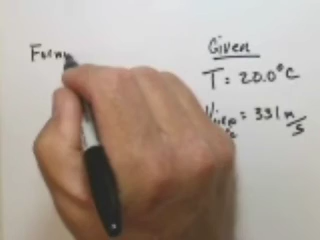 Form
Given
T = 20.0°C
= 331 m/s